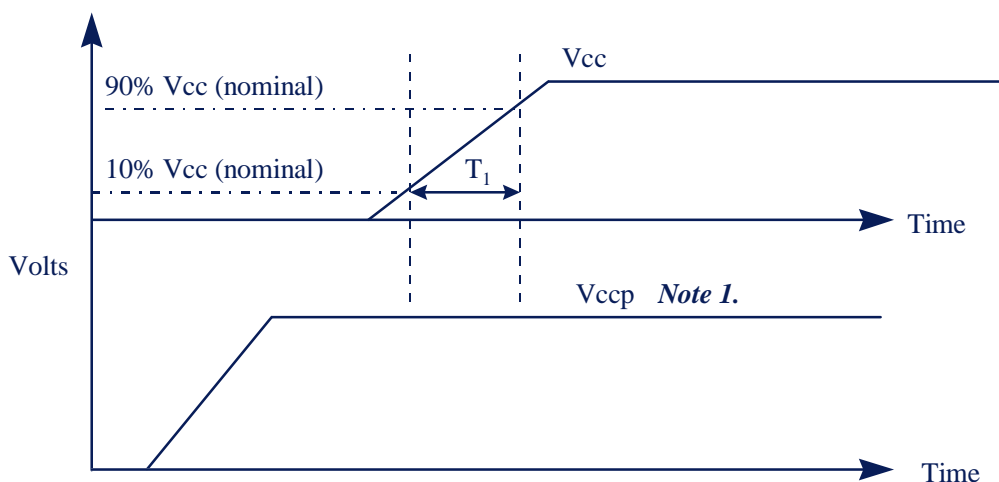 Vcc
90% Vcc (nominal)
10% Vcc (nominal)
T1
Time
Volts
Vccp Note 1.
Time